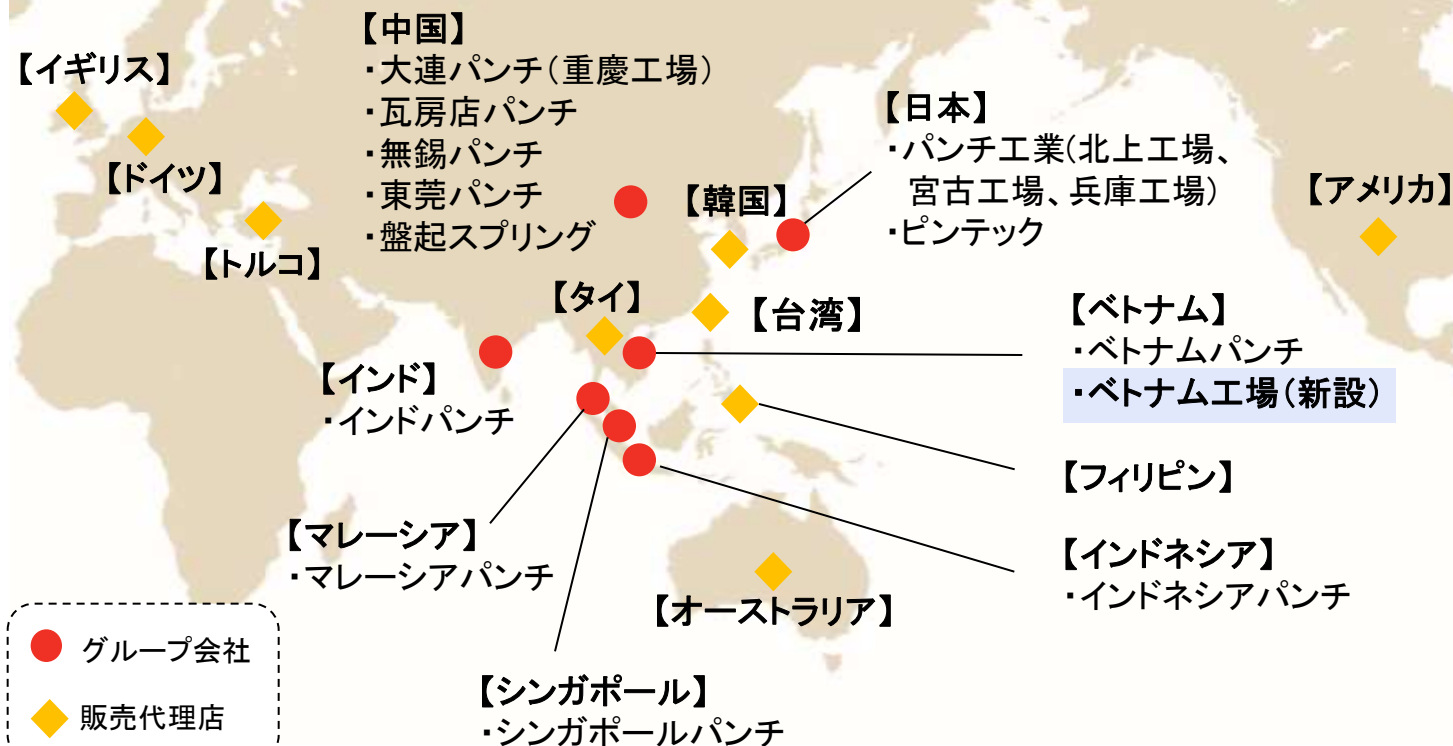 【イギリス】
【ドイツ】
【トルコ】
【中国】
・大連パンチ（重慶工場）
・瓦房店パンチ
・無錫パンチ
・東莞パンチ
・盤起スプリング
【韓国】
【日本】
・パンチ工業(北上工場、
宮古工場、兵庫工場)
・ピンテック
【アメリカ】
【タイ】
【台湾】
【ベトナム】
・ベトナムパンチ
・ベトナム工場（新設）
【インド】
・インドパンチ
【フィリピン】
【マレーシア】
・マレーシアパンチ
【インドネシア】
・インドネシアパンチ
【オーストラリア】
【シンガポール】
・シンガポールパンチ
グループ会社
販売代理店